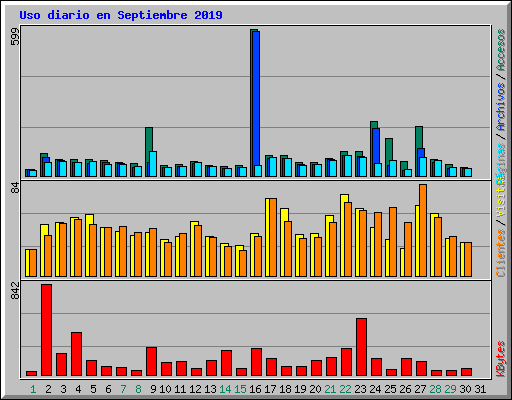 Uso diario en Septiembre 2019
599
84
842
Clientes / Visitas
Páginas / Archivos / Accesos
KBytes
1 2 3 4 5 6 7 8 9 10 11 12 13 14 15 16 17 18 19 20 21 22 23 24 25 26 27 28 29 30 31